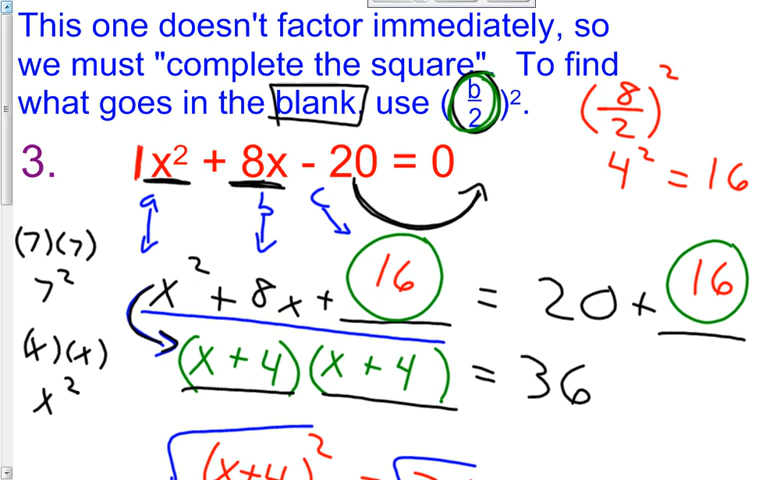 This one doesn't factor immediately, so
we must "complete the square". To find
what goes in the blank, use (b/2)².
(8/2)²
4² = 16
3. 1x² + 8x - 20 = 0
a b c
(7)(7)
7²
x² + 8x + 16 = 20 + 16
(x)(x)
x²
(x + 4)(x + 4) = 36
(x+4)² =